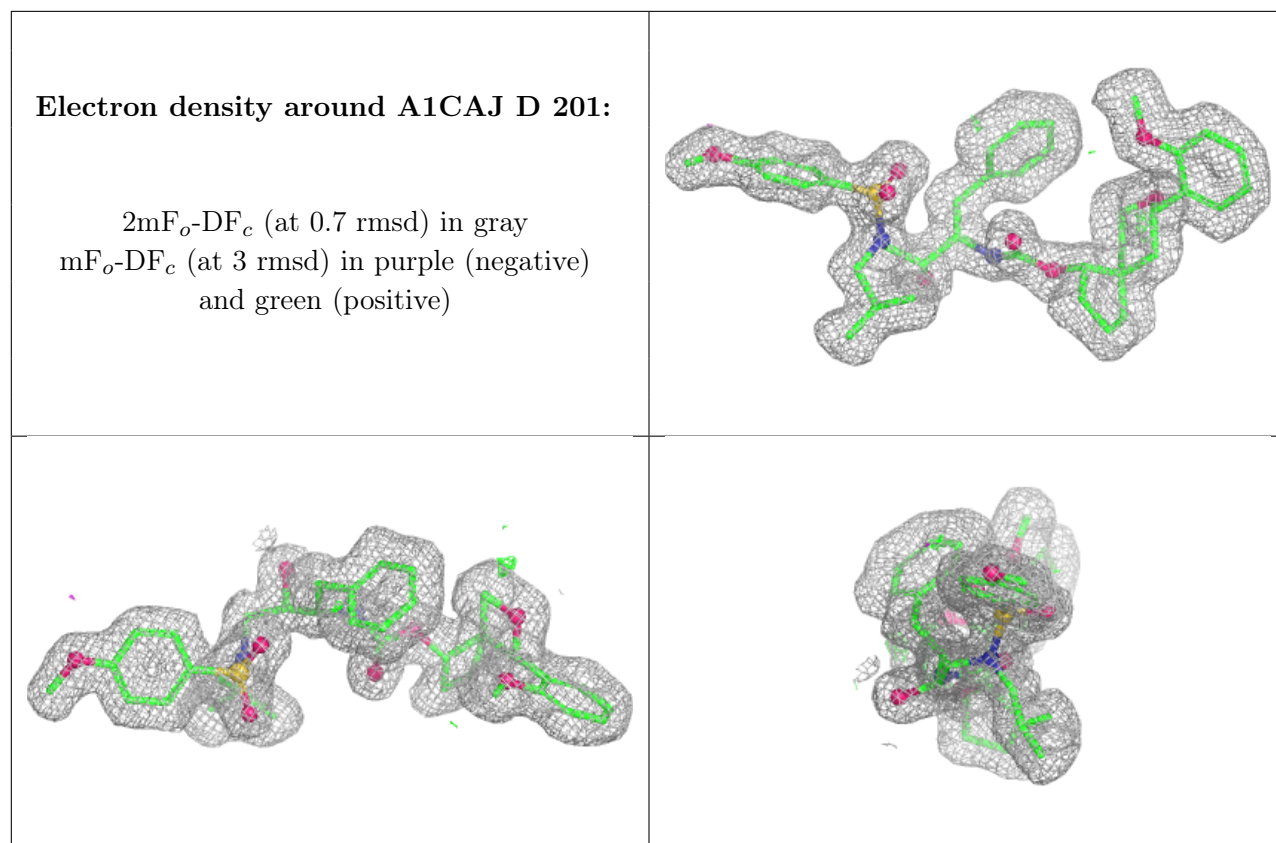 Electron density around A1CAJ D 201:
2mFo-DFc (at 0.7 rmsd) in gray
mFo-DFc (at 3 rmsd) in purple (negative)
and green (positive)